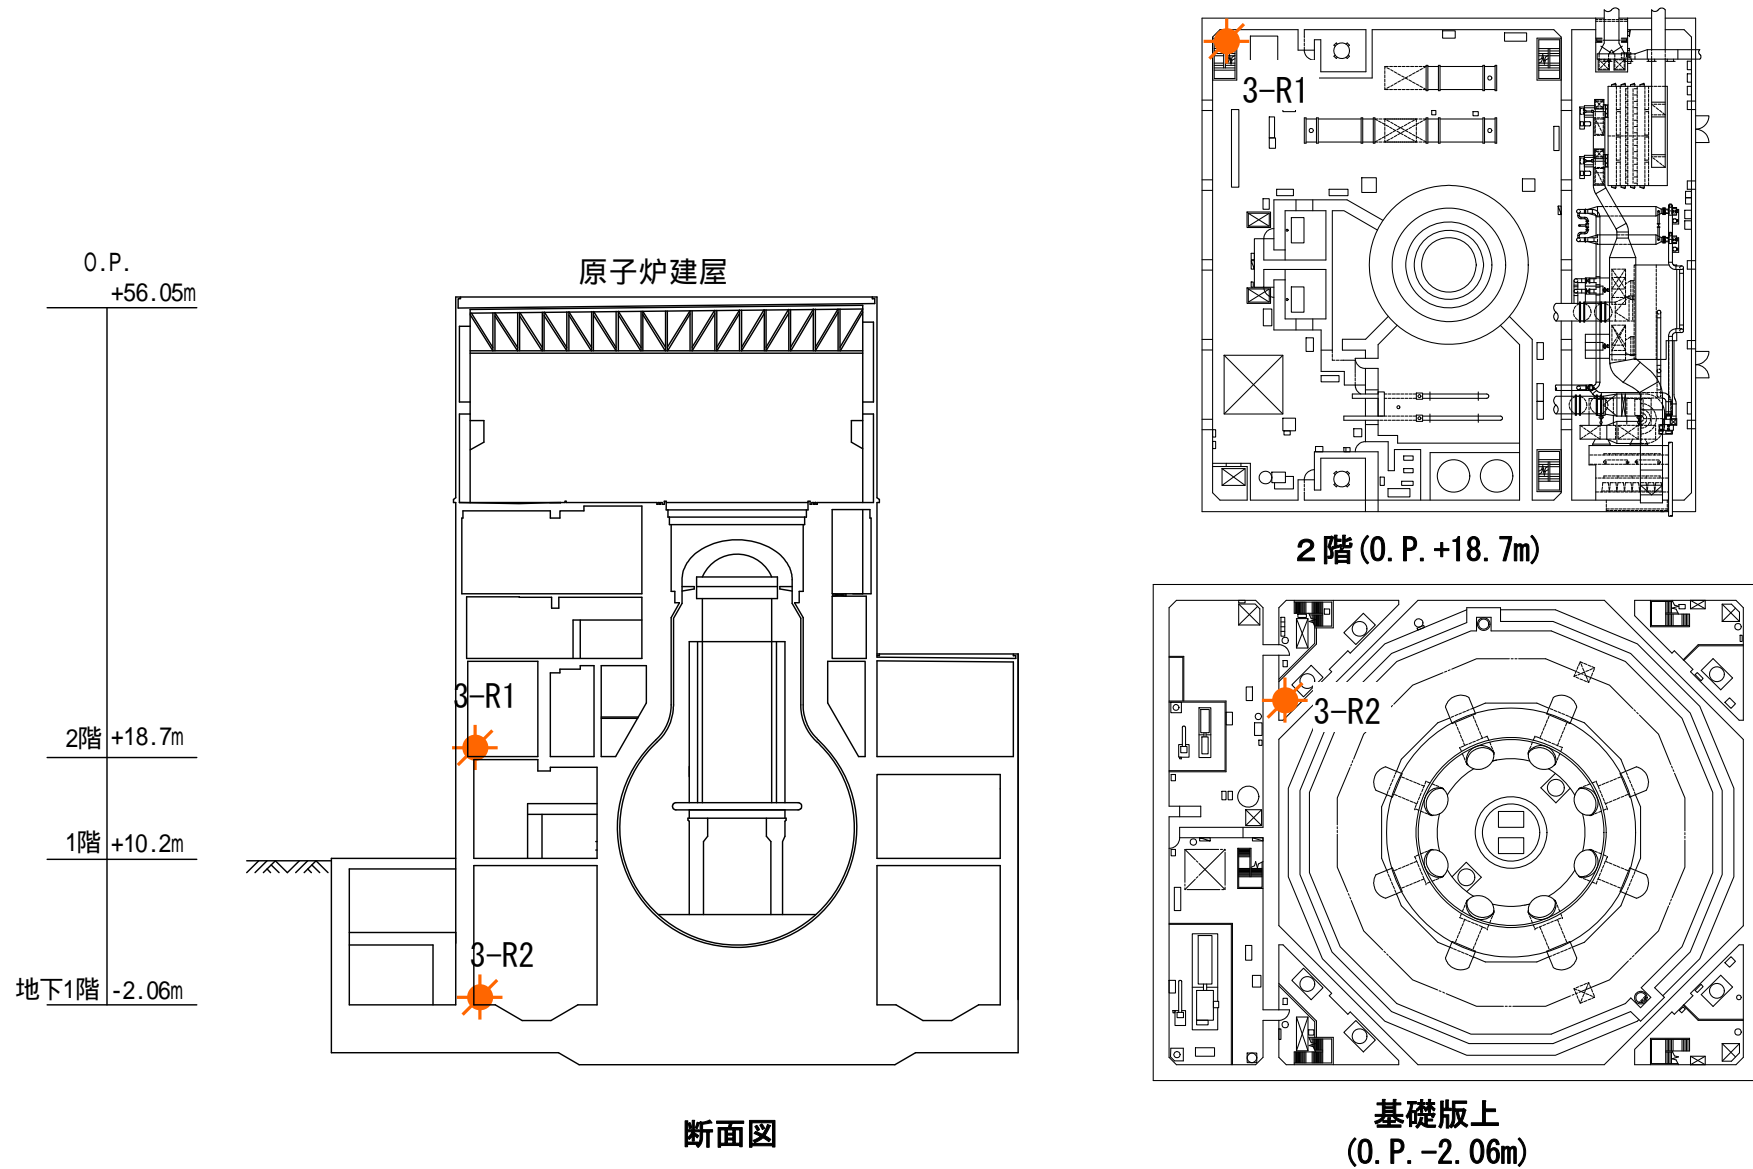 O.P.
+56.05m
原子炉建屋
3-R1
2階 +18.7m
1階 +10.2m
3-R2
地下1階 -2.06m
断面図
3-R1
２階(O.P.+18.7m)
3-R2
基礎版上
(O.P.-2.06m)